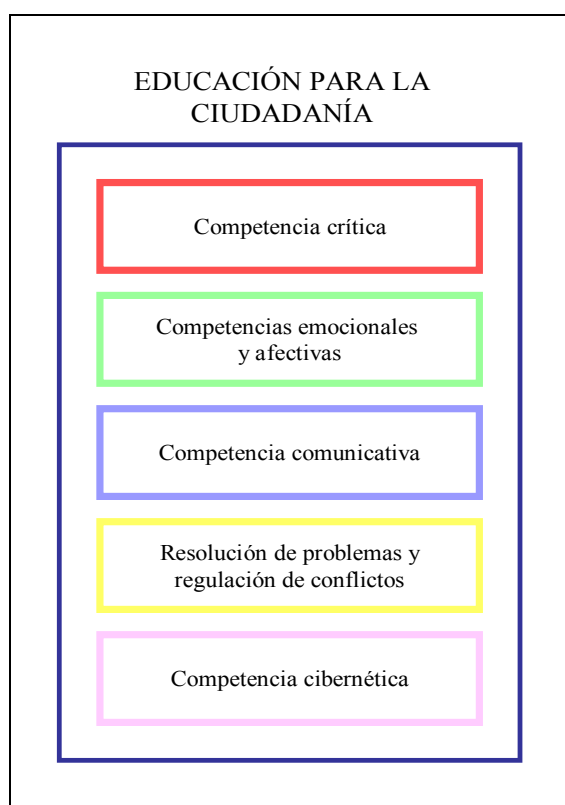 EDUCACIÓN PARA LA
CIUDADANÍA
Competencia crítica
Competencias emocionales
y afectivas
Competencia comunicativa
Resolución de problemas y
regulación de conflictos
Competencia cibernética